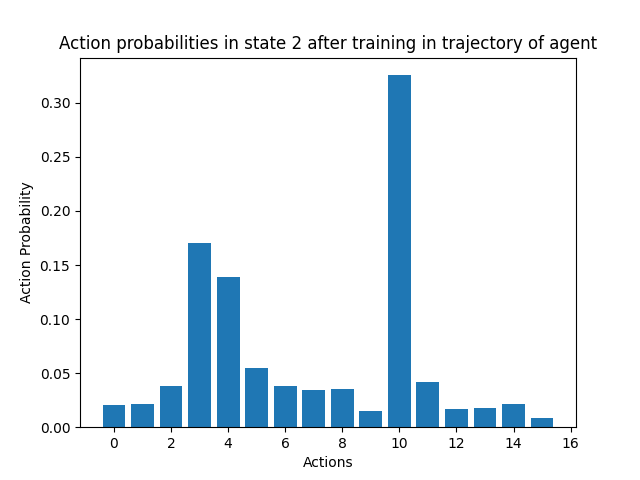 Action probabilities in state 2 after training in trajectory of agent
0.30
0.25
0.20
0.15
0.10
0.05
0.00
Action Probability
0 2 4 6 8 10 12 14 16
Actions